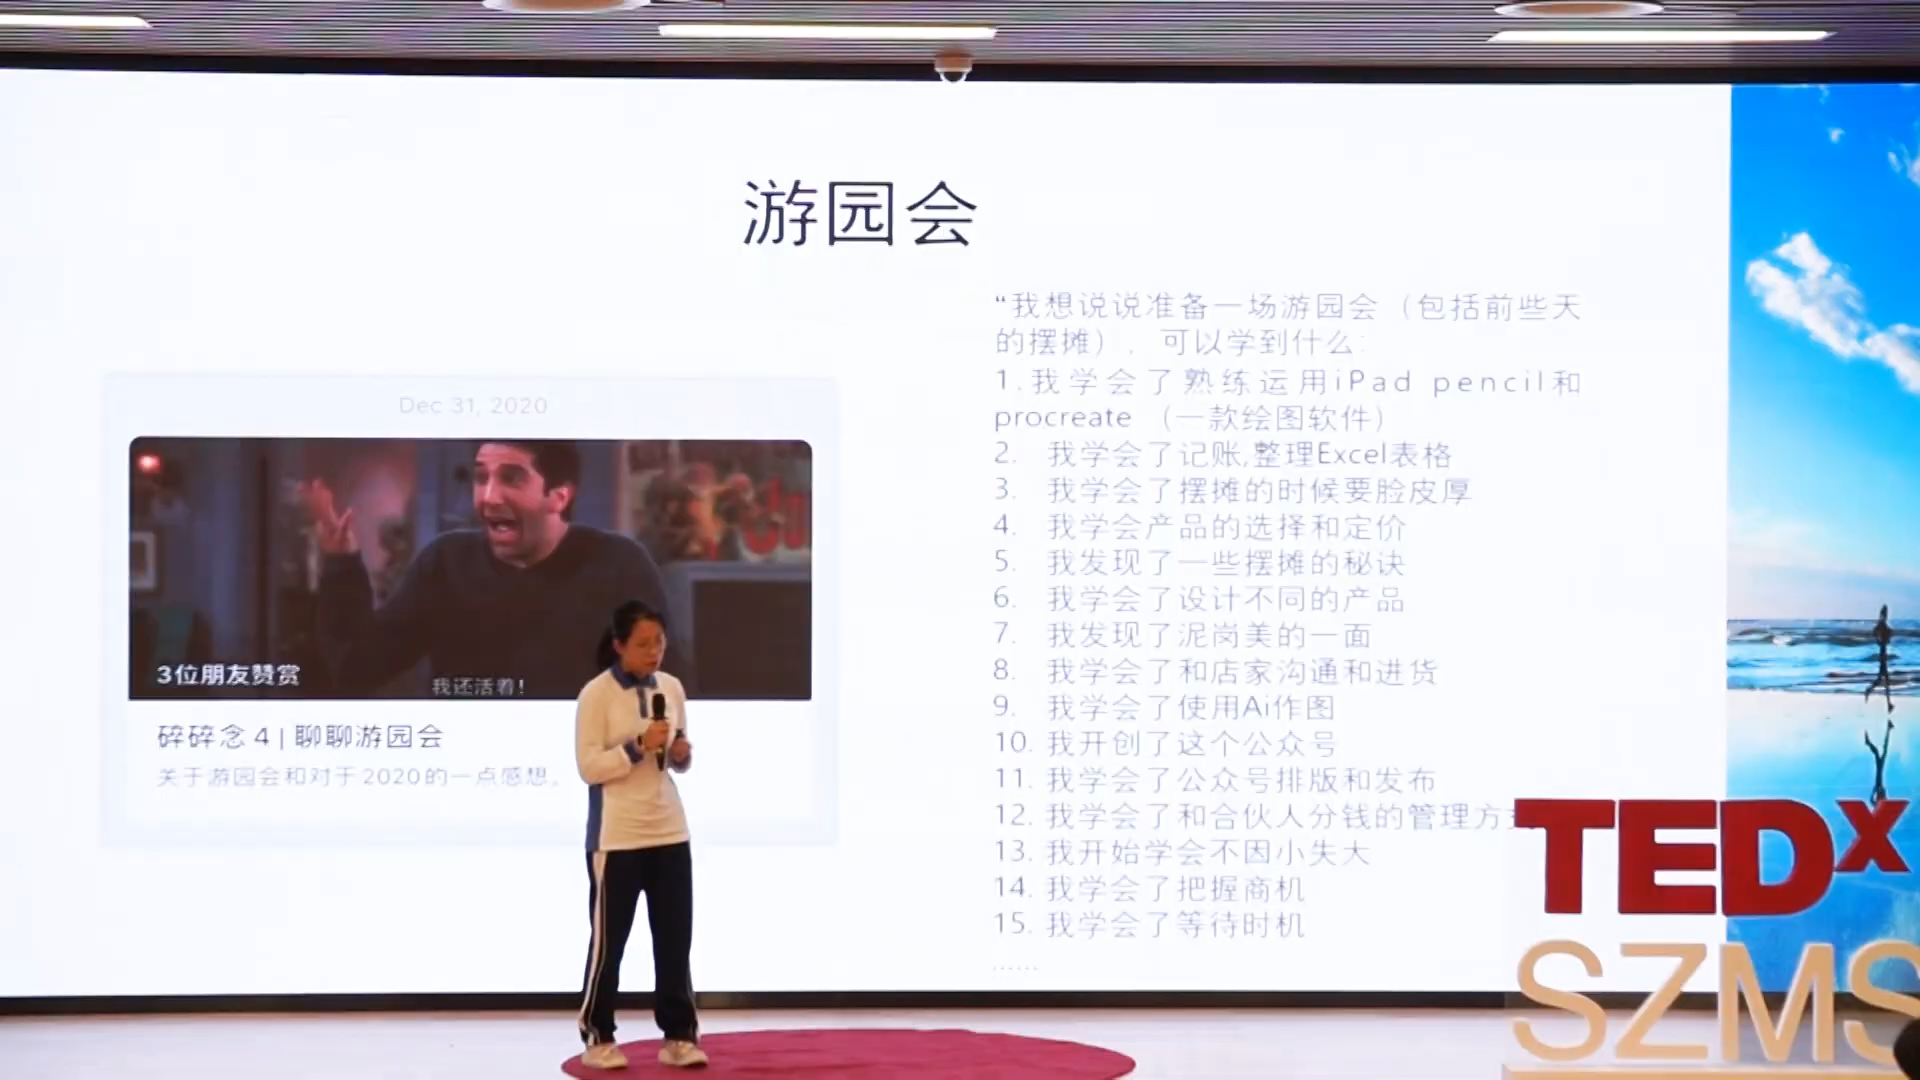 游园会
Dec 31, 2020
3位朋友赞赏
我还活着!
碎碎念 4 | 聊聊游园会
关于游园会和对于2020的一点感想。
“我想说说准备一场游园会（包括前些天
的摆摊），可以学到什么:
1.我学会了熟练运用iPad pencil和
procreate （一款绘图软件）
2. 我学会了记账,整理Excel表格
3. 我学会了摆摊的时候要脸皮厚
4. 我学会产品的选择和定价
5. 我发现了一些摆摊的秘诀
6. 我学会了设计不同的产品
7. 我发现了泥岗美的一面
8. 我学会了和店家沟通和进货
9. 我学会了使用Ai作图
10. 我开创了这个公众号
11. 我学会了公众号排版和发布
12. 我学会了和合伙人分钱的管理方
13. 我开始学会不因小失大
14. 我学会了把握商机
15. 我学会了等待时机
......
TEDx
SZMS